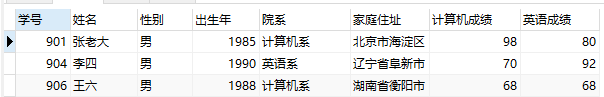 学号 姓名 性别 出生年 院系 家庭住址 计算机成绩 英语成绩
901 张老大 男 1985 计算机系 北京市海淀区 98 80
904 李四 男 1990 英语系 辽宁省阜新市 70 92
906 王六 男 1988 计算机系 湖南省衡阳市 68 68